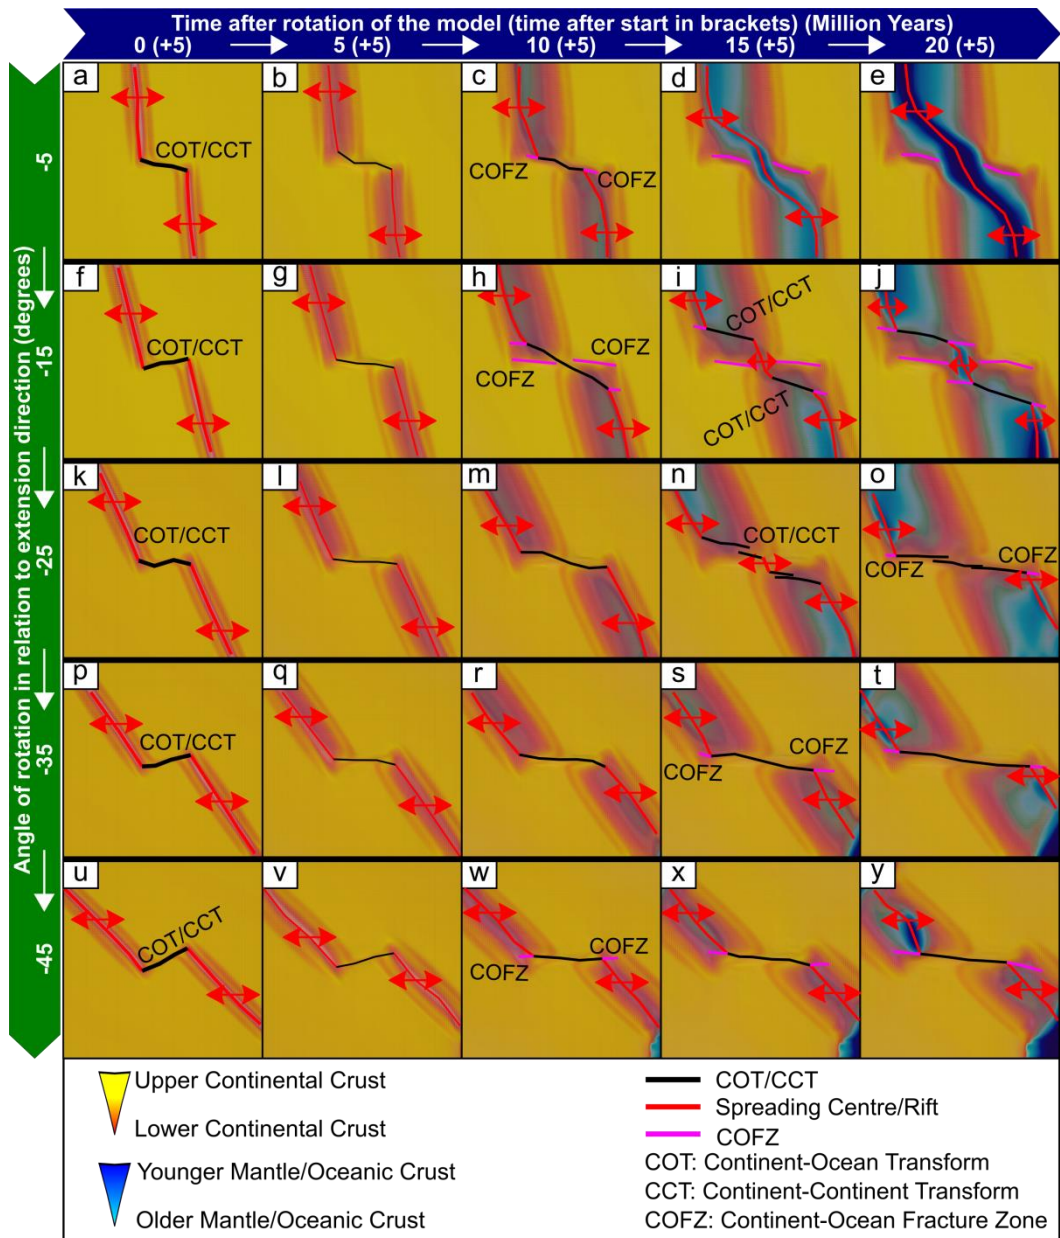 Time after rotation of the model (time after start in brackets) (Million Years)
0 (+5) 5 (+5) 10 (+5) 15 (+5) 20 (+5)
Angle of rotation in relation to extension direction (degrees)
-5
a b c d e
COT/CCT
COFZ COFZ
-15
f g h i j
COT/CCT COFZ COFZ COT/CCT COT/CCT
-25
k l m n o
COT/CCT COT/CCT COFZ COFZ
-35
p q r s t
COT/CCT COFZ COFZ
-45
u v w x y
COT/CCT COFZ COFZ
Upper Continental Crust
Lower Continental Crust
Younger Mantle/Oceanic Crust
Older Mantle/Oceanic Crust
COT/CCT
Spreading Centre/Rift
COFZ
COT: Continent-Ocean Transform
CCT: Continent-Continent Transform
COFZ: Continent-Ocean Fracture Zone